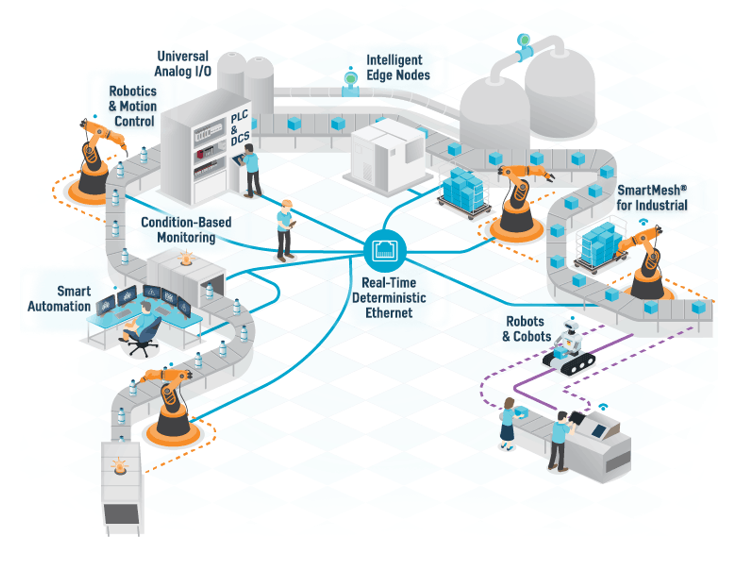 Universal
Analog I/O
Intelligent
Edge Nodes
Robotics
& Motion
Control
PLC
&
DCS
SmartMesh®
for Industrial
Condition-Based
Monitoring
Smart
Automation
Real-Time
Deterministic
Ethernet
Robots
& Cobots